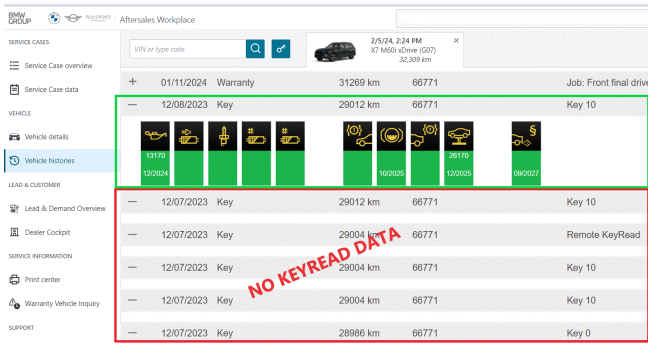 BMW
GROUP
Aftersales Workplace
SERVICE CASES
Service Case overview
Service Case data
VEHICLE
Vehicle details
Vehicle histories
LEAD & CUSTOMER
Lead & Demand Overview
Dealer Cockpit
SERVICE INFORMATION
Print center
Warranty Vehicle Inquiry
SUPPORT
VIN or type code
2/5/24, 2:24 PM
X7 M60i xDrive (G07)
32,309 km
+ 01/11/2024 Warranty 31269 km 66771 Job: Front final drive
— 12/08/2023 Key 29012 km 66771 Key 10
# #
§
13170 26170
12/2024 10/2025 12/2025 09/2027
— 12/07/2023 Key 29012 km 66771 Key 10
— 12/07/2023 Key 29004 km 66771 Remote KeyRead
— 12/07/2023 Key 29004 km 66771 Key 10
— 12/07/2023 Key 29004 km 66771 Key 10
— 12/07/2023 Key 28986 km 66771 Key 0
NO KEYREAD DATA